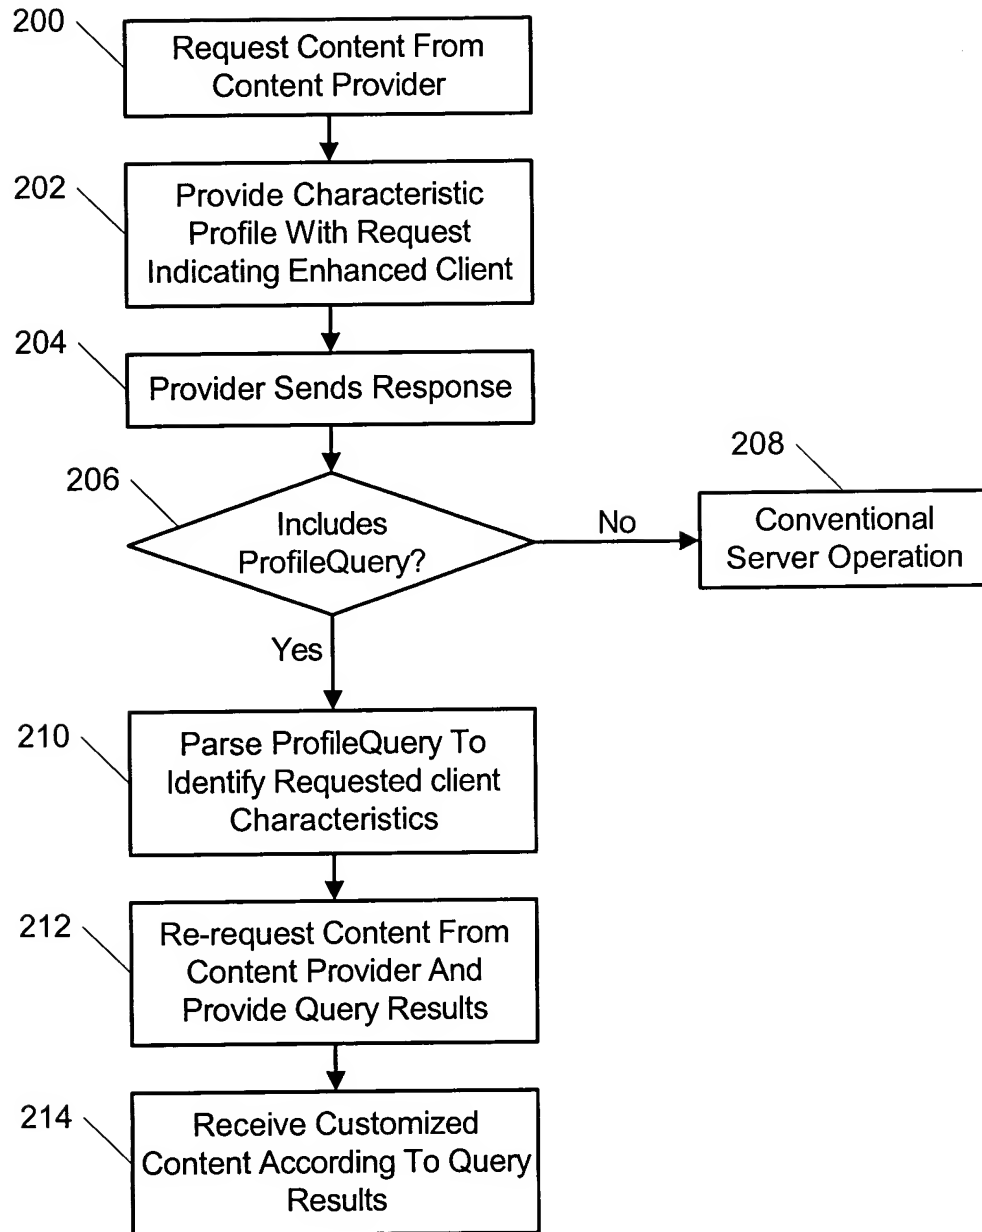 200
Request Content From
Content Provider
202
Provide Characteristic
Profile With Request
Indicating Enhanced Client
204
Provider Sends Response
206
Includes
ProfileQuery?
No
208
Conventional
Server Operation
Yes
210
Parse ProfileQuery To
Identify Requested client
Characteristics
212
Re-request Content From
Content Provider And
Provide Query Results
214
Receive Customized
Content According To Query
Results